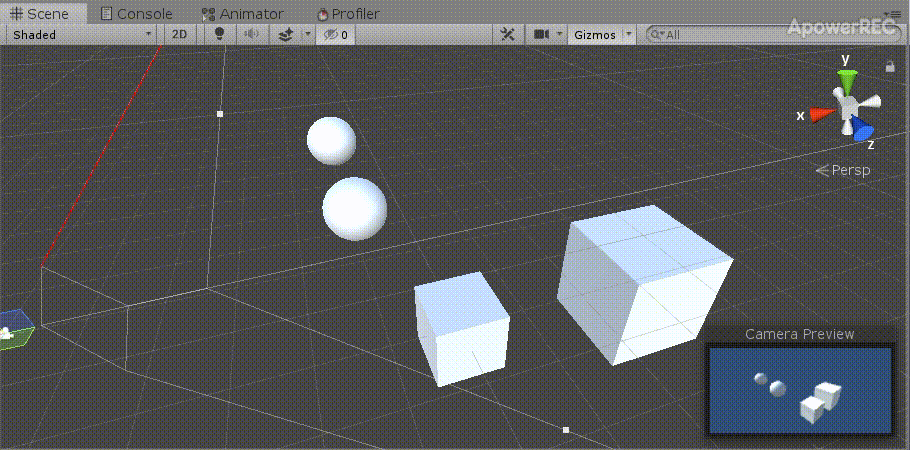 Scene Console Animator Profiler
Shaded 2D 0 Gizmos All
ApowerREC
y
x
z
Persp
Camera Preview